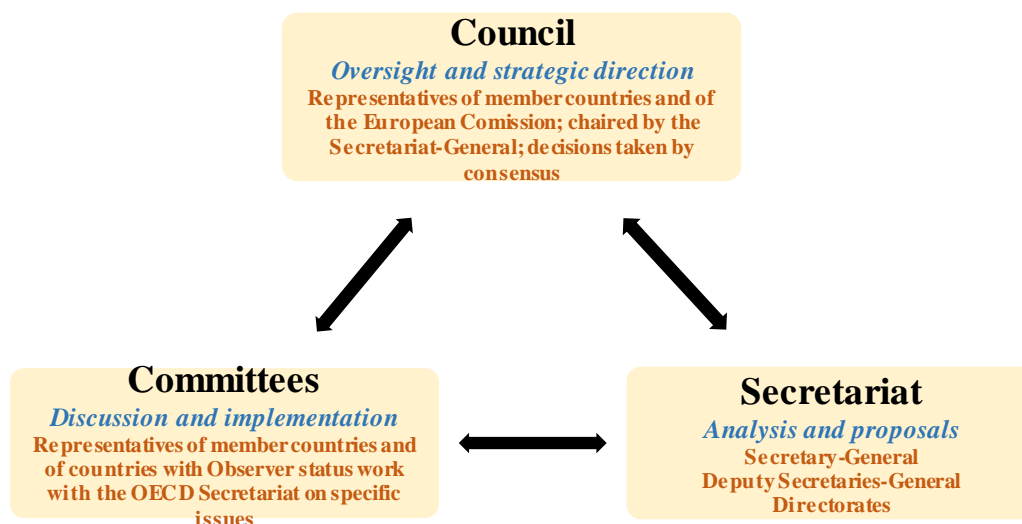 Council
Oversight and strategic direction
Representatives of member countries and of
the European Comission; chaired by the
Secretariat-General; decisions taken by
consensus
Committees
Discussion and implementation
Representatives of member countries and
of countries with Observer status work
with the OECD Secretariat on specific
issues
Secretariat
Analysis and proposals
Secretary-General
Deputy Secretaries-General
Directorates